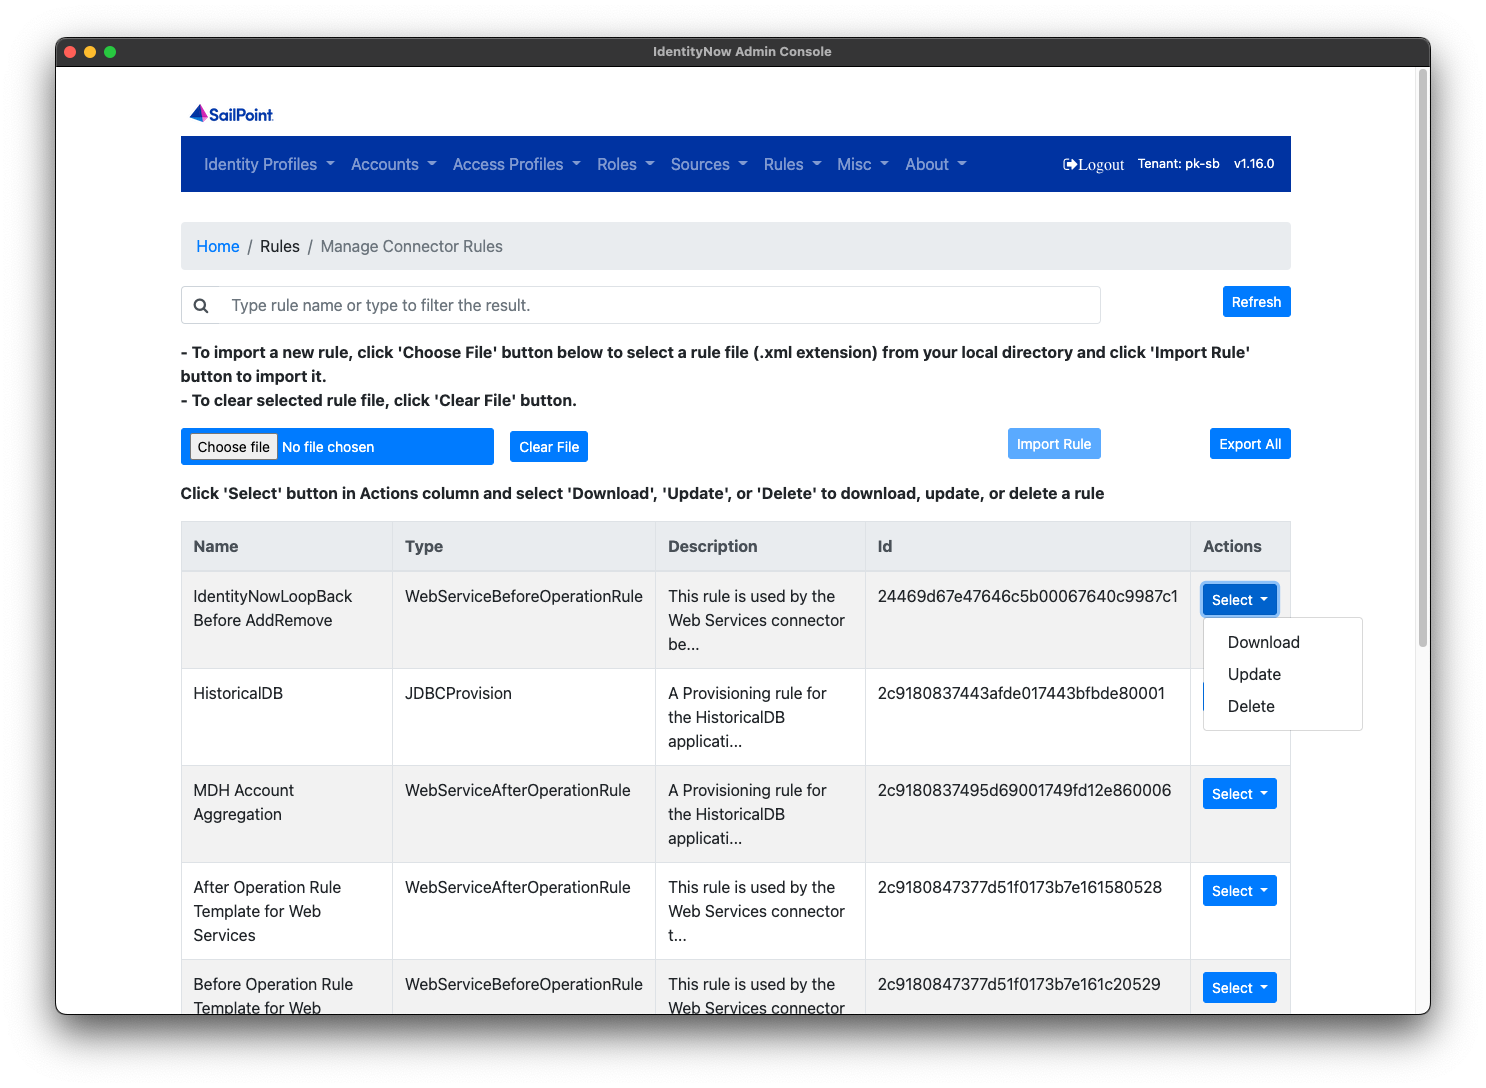 IdentityNow Admin Console
SailPoint
Identity Profiles Accounts Access Profiles Roles Sources Rules Misc About Logout Tenant: pk-sb v1.16.0
Home / Rules / Manage Connector Rules
Type rule name or type to filter the result. Refresh
- To import a new rule, click 'Choose File' button below to select a rule file (.xml extension) from your local directory and click 'Import Rule'
button to import it.
- To clear selected rule file, click 'Clear File' button.
Choose file No file chosen Clear File Import Rule Export All
Click 'Select' button in Actions column and select 'Download', 'Update', or 'Delete' to download, update, or delete a rule
Name Type Description Id Actions
IdentityNowLoopBack WebServiceBeforeOperationRule This rule is used by the 24469d67e47646c5b00067640c9987c1 Select
Before AddRemove Web Services connector
be...
Download
Update
Delete
HistoricalDB JDBCProvision A Provisioning rule for 2c9180837443afde017443bfbde80001
the HistoricalDB
applicati...
MDH Account WebServiceAfterOperationRule A Provisioning rule for 2c9180837495d69001749fd12e860006 Select
Aggregation the HistoricalDB
applicati...
After Operation Rule WebServiceAfterOperationRule This rule is used by the 2c9180847377d51f0173b7e161580528 Select
Template for Web Web Services connector
Services t...
Before Operation Rule WebServiceBeforeOperationRule This rule is used by the 2c9180847377d51f0173b7e161c20529 Select
Template for Web Web Services connector